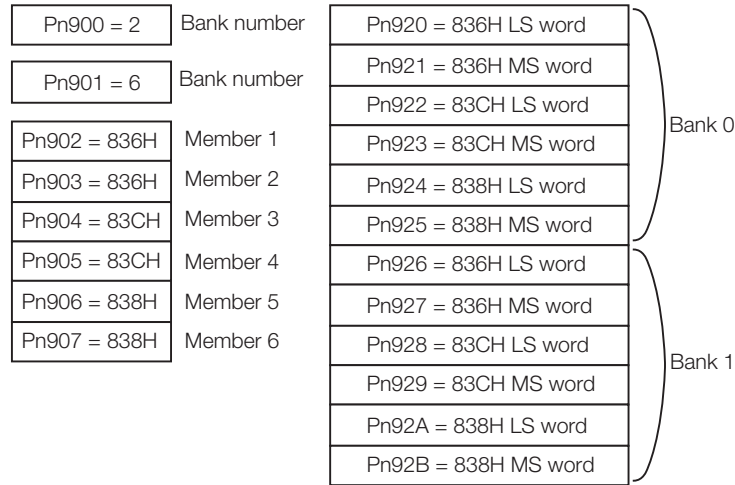 Pn900 = 2 Bank number
Pn901 = 6 Bank number
Pn902 = 836H Member 1
Pn903 = 836H Member 2
Pn904 = 83CH Member 3
Pn905 = 83CH Member 4
Pn906 = 838H Member 5
Pn907 = 838H Member 6
Pn920 = 836H LS word
Pn921 = 836H MS word
Pn922 = 83CH LS word
Pn923 = 83CH MS word
Pn924 = 838H LS word
Pn925 = 838H MS word
Bank 0
Pn926 = 836H LS word
Pn927 = 836H MS word
Pn928 = 83CH LS word
Pn929 = 83CH MS word
Pn92A = 838H LS word
Pn92B = 838H MS word
Bank 1